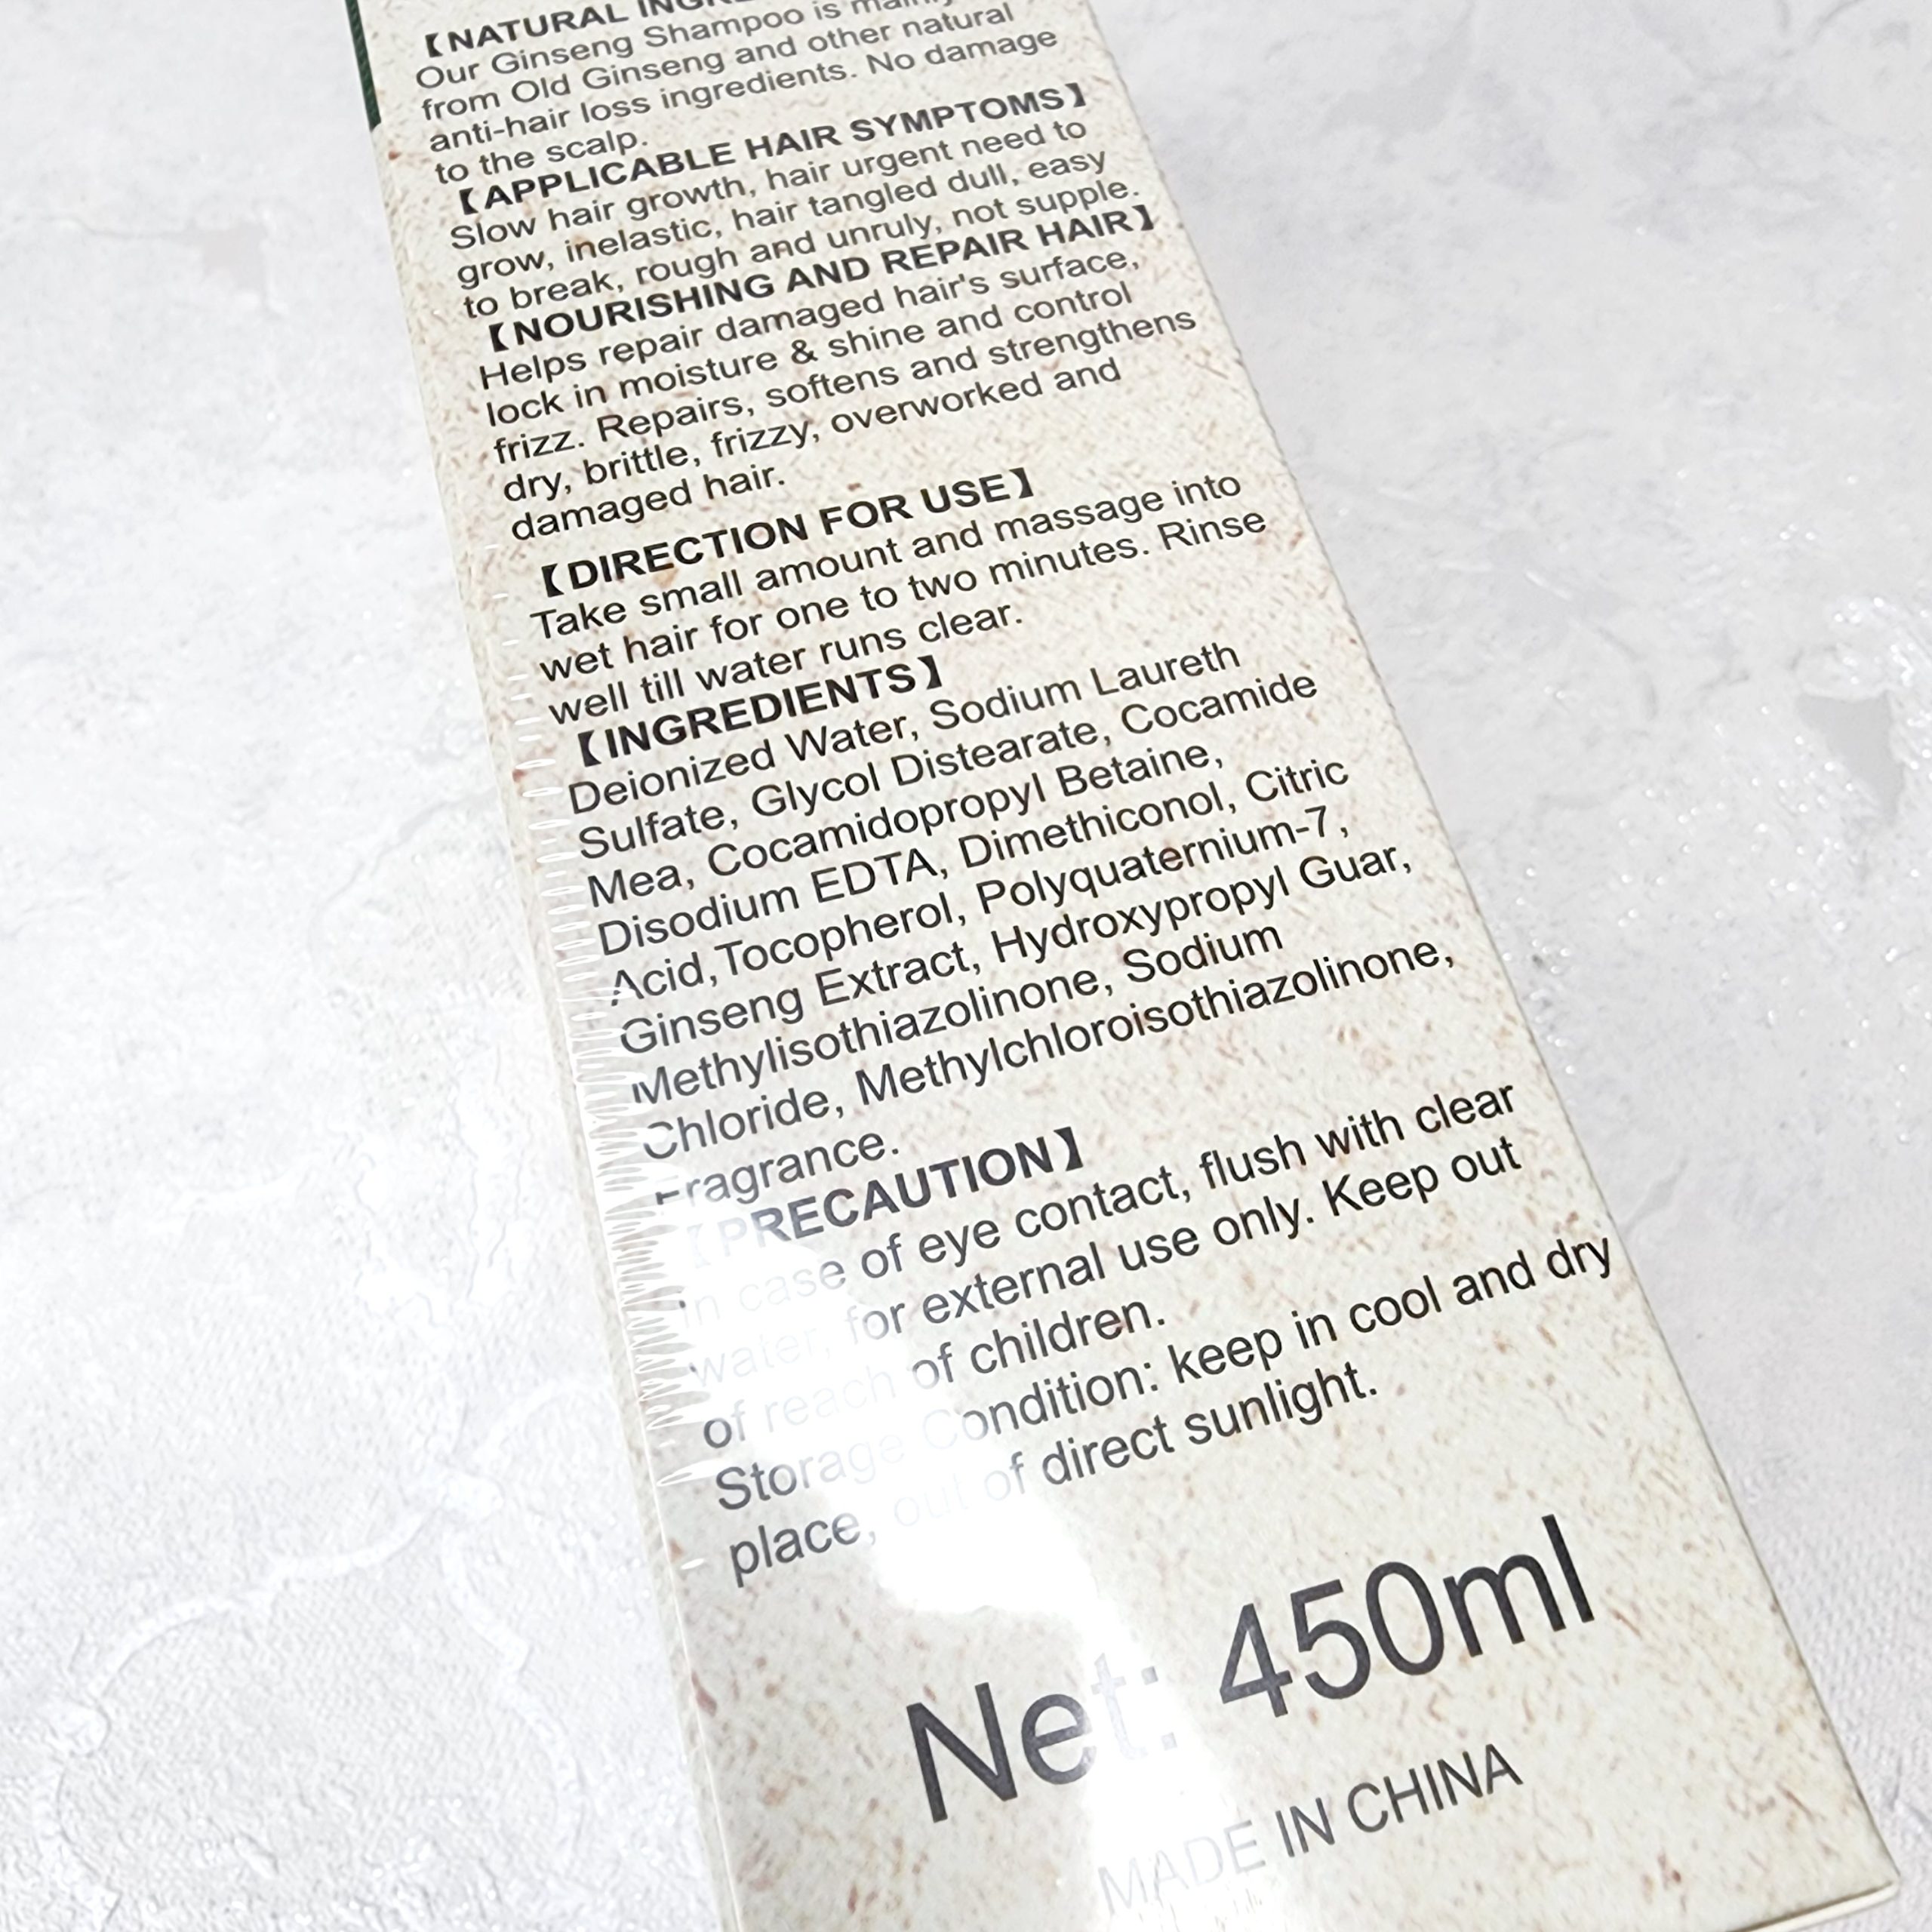 【NATURAL
Our Ginseng Shampoo is
from Old Ginseng and other natural
anti-hair loss ingredients. No damage
to the scalp.
【APPLICABLE HAIR SYMPTOMS】
Slow hair growth, hair urgent need to
grow, inelastic, hair tangled dull, easy
to break, rough and unruly, not supple.
【NOURISHING AND REPAIR HAIR】
Helps repair damaged hair's surface,
lock in moisture & shine and control
frizz. Repairs, softens and strengthens
dry, brittle, frizzy, overworked and
damaged hair.
【DIRECTION FOR USE】
Take small amount and massage into
wet hair for one to two minutes. Rinse
well till water runs clear.
【INGREDIENTS】
Deionized Water, Sodium Laureth
Sulfate, Glycol Distearate, Cocamide
Mea, Cocamidopropyl Betaine,
Disodium EDTA, Dimethiconol, Citric
Acid,Tocopherol, Polyquaternium-7,
Ginseng Extract, Hydroxypropyl Guar,
Methylisothiazolinone, Sodium
Chloride, Methylchloroisothiazolinone,
Fragrance.
【PRECAUTION】
In case of eye contact, flush with clear
water, for external use only. Keep out
of reach of children.
Storage Condition: keep in cool and dry
place, out of direct sunlight.
Net: 450ml
MADE IN CHINA